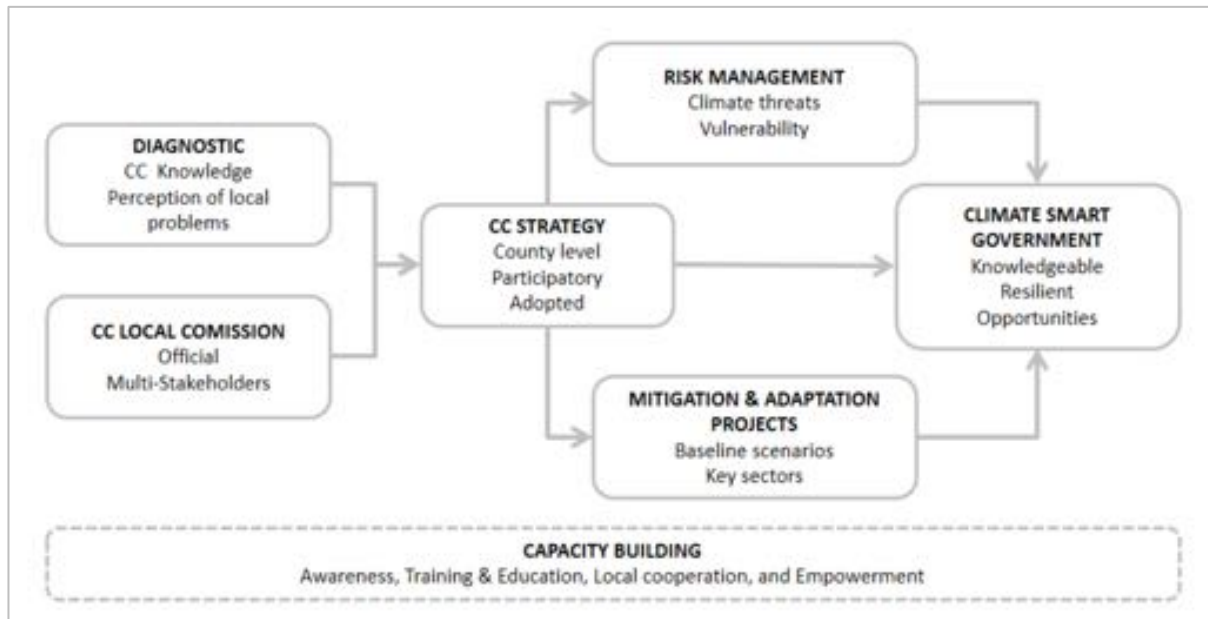 DIAGNOSTIC
CC Knowledge
Perception of local
problems
CC LOCAL COMISSION
Official
Multi-Stakeholders
CC STRATEGY
County level
Participatory
Adopted
RISK MANAGEMENT
Climate threats
Vulnerability
MITIGATION & ADAPTATION
PROJECTS
Baseline scenarios
Key sectors
CLIMATE SMART
GOVERNMENT
Knowledgeable
Resilient
Opportunities
CAPACITY BUILDING
Awareness, Training & Education, Local cooperation, and Empowerment